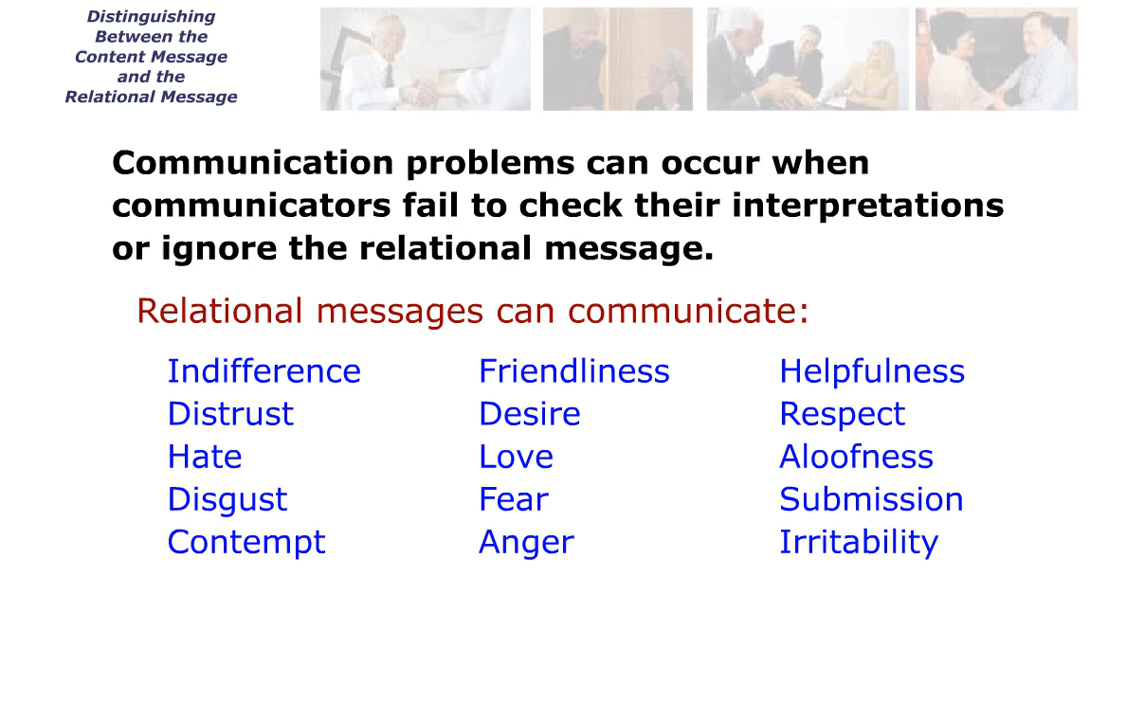 Distinguishing
Between the
Content Message
and the
Relational Message
Communication problems can occur when
communicators fail to check their interpretations
or ignore the relational message.
Relational messages can communicate:
Indifference Friendliness Helpfulness
Distrust Desire Respect
Hate Love Aloofness
Disgust Fear Submission
Contempt Anger Irritability